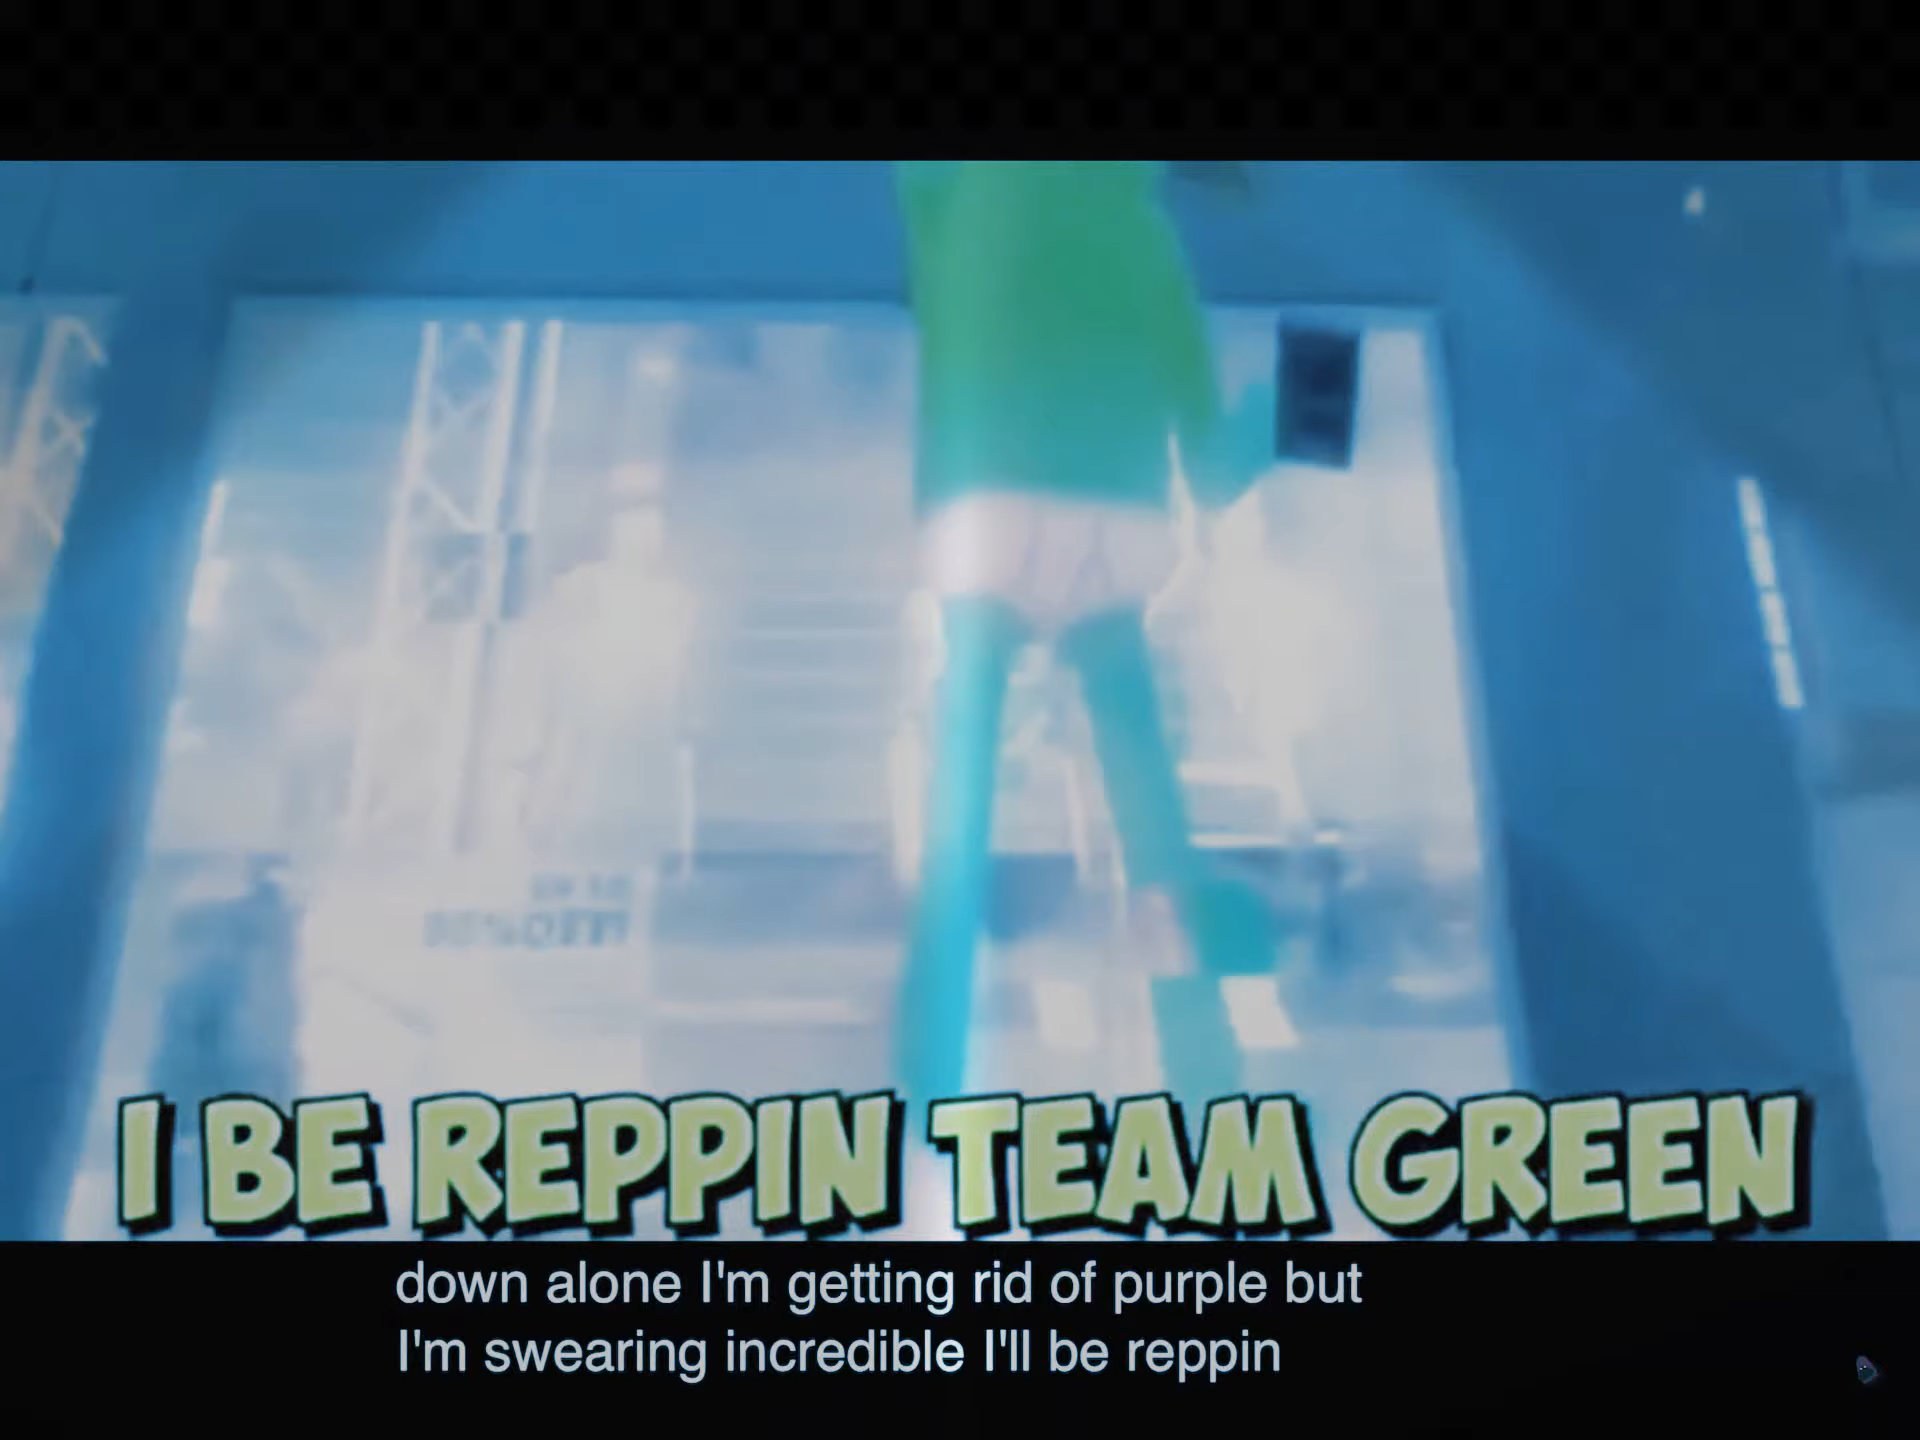 I BE REPPIN TEAM GREEN
down alone I'm getting rid of purple but
I'm swearing incredible I'll be reppin